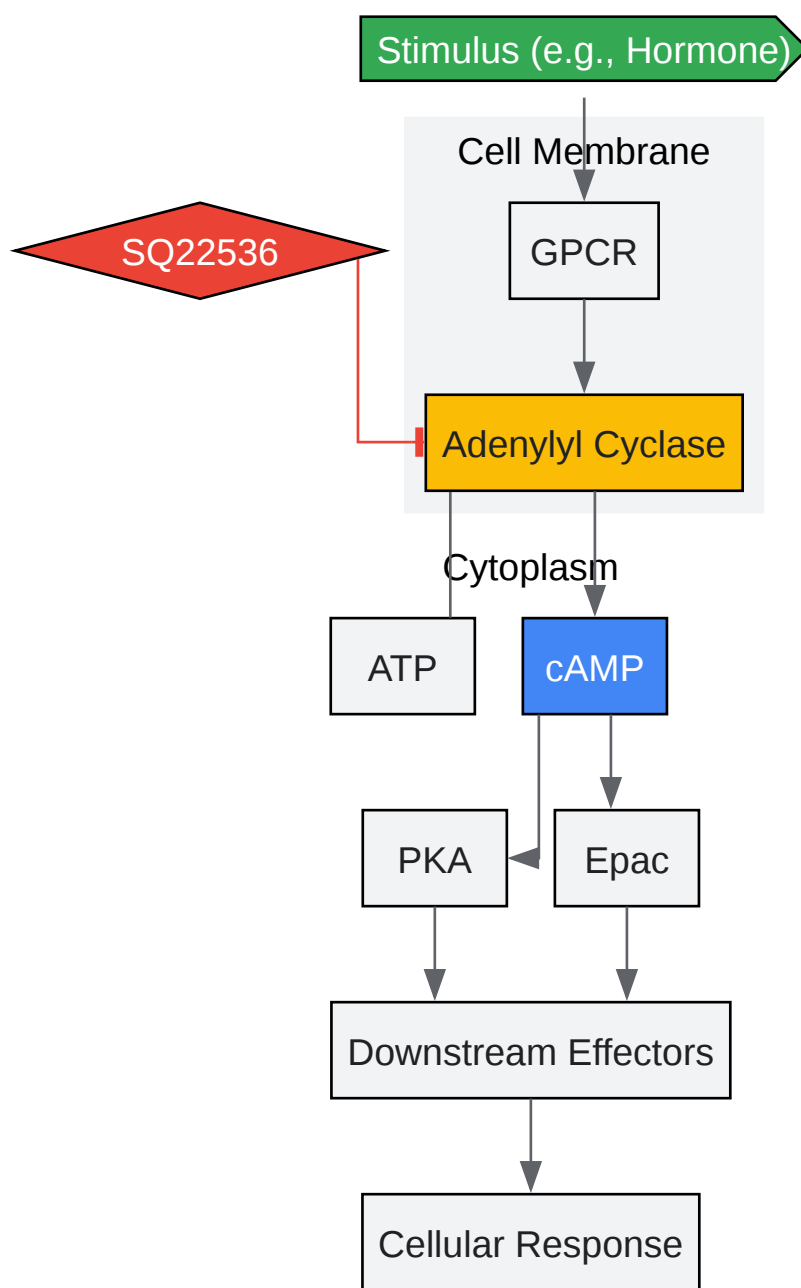 Stimulus (e.g., Hormone)
Cell Membrane
SQ22536
GPCR
Adenylyl Cyclase
Cytoplasm
ATP
cAMP
PKA
Epac
Downstream Effectors
Cellular Response